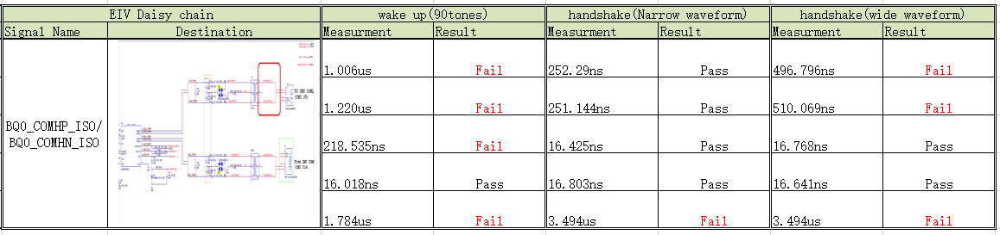 EIV Daisy chain wake up(90tones) handshake(Narrow waveform) handshake(wide waveform)
Signal Name Destination Measurment Result Measurment Result Measurment Result
1.006us Fail 252.29ns Pass 496.796ns Fail
1.220us Fail 251.144ns Pass 510.069ns Fail
BQ0_COMHP_ISO/
BQ0_COMHN_ISO
218.535ns Fail 16.425ns Pass 16.768ns Pass
16.018ns Pass 16.803ns Pass 16.641ns Pass
1.784us Fail 3.494us Fail 3.494us Fail